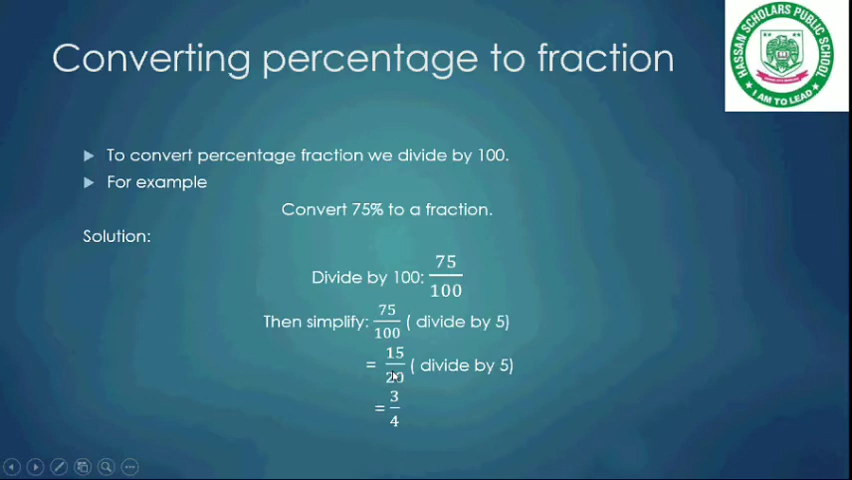 Converting percentage to fraction
HASSAN SCHOLARS PUBLIC SCHOOL
I AM TO LEAD
To convert percentage fraction we divide by 100.
For example
Convert 75% to a fraction.
Solution:
Divide by 100: 75/100
Then simplify: 75/100 ( divide by 5)
= 15/20 ( divide by 5)
= 3/4